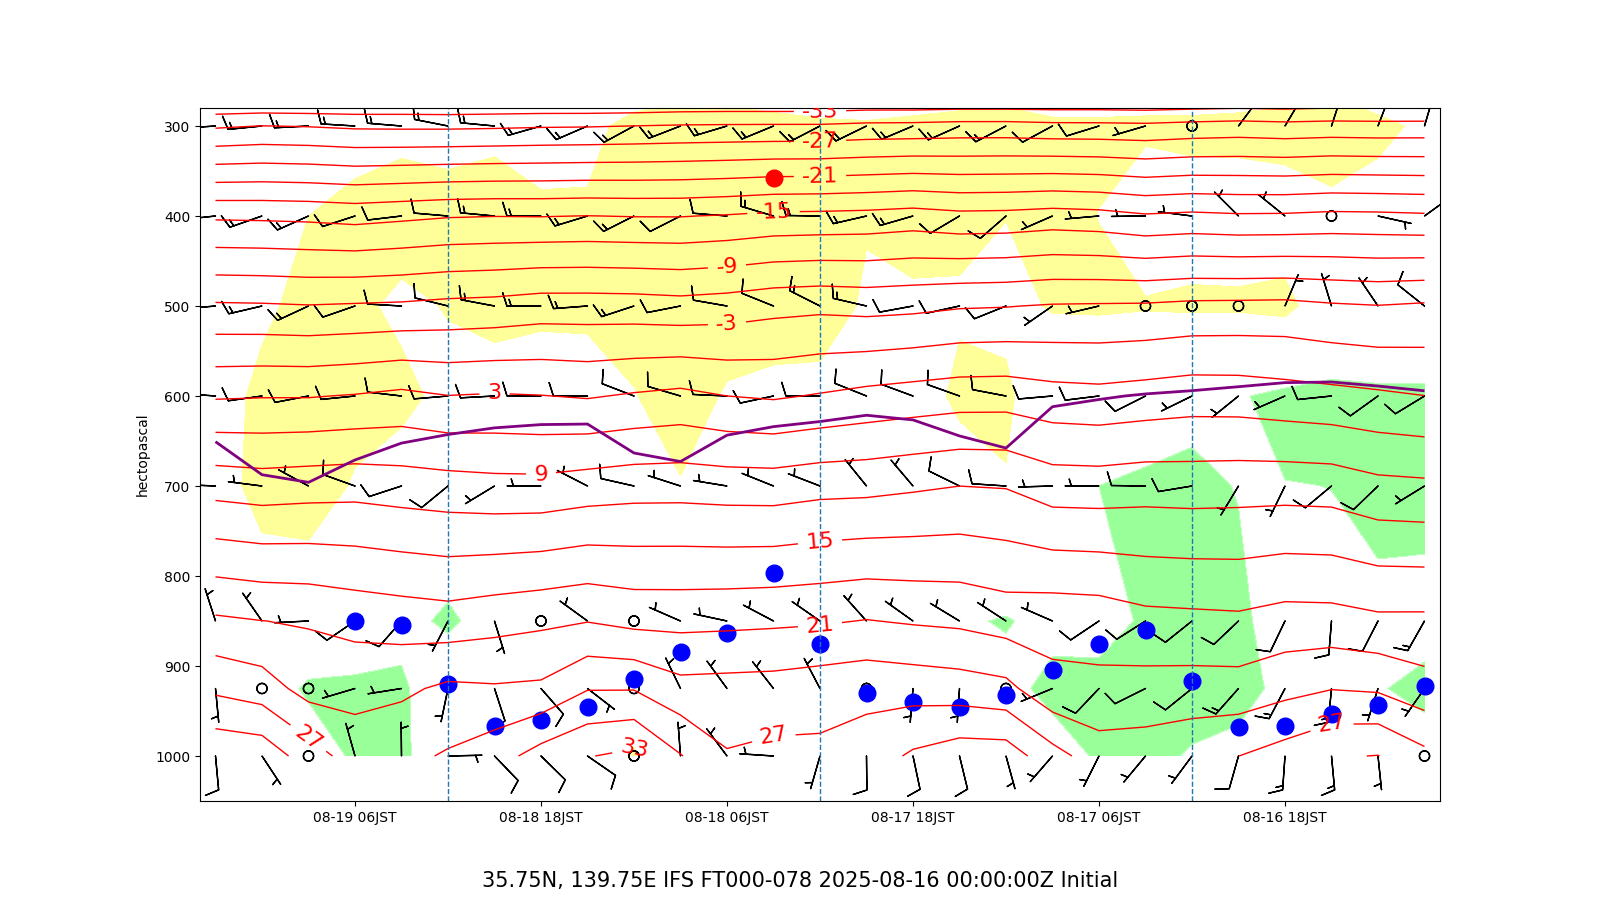 300
400
500
600
700
800
900
1000
hectopascal
-33
-27
-21
-15
-9
-3
3
9
15
21
27
33
27
27
08-19 06JST
08-18 18JST
08-18 06JST
08-17 18JST
08-17 06JST
08-16 18JST
35.75N, 139.75E IFS FT000-078 2025-08-16 00:00:00Z Initial